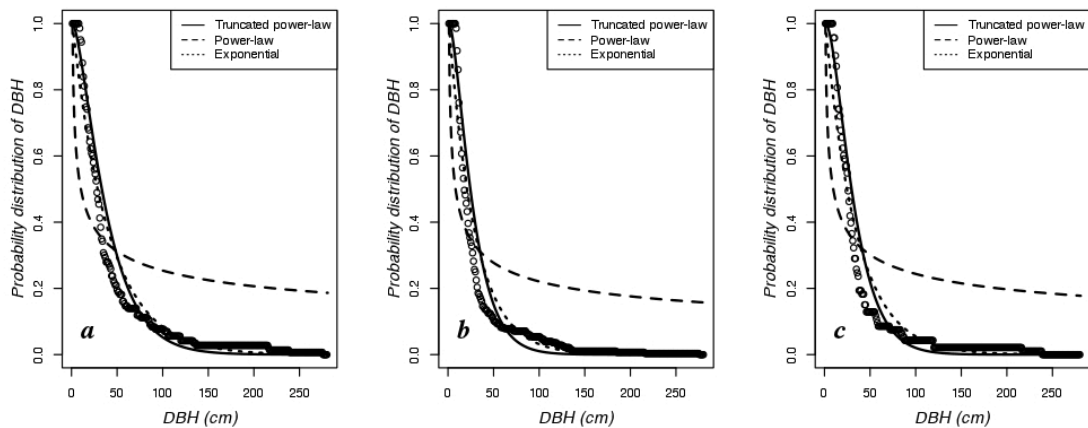 Truncated power-law
Power-law
Exponential
Probability distribution of DBH
1.0
0.8
0.6
0.4
0.2
0.0
a
0 50 100 150 200 250
DBH (cm)
Truncated power-law
Power-law
Exponential
Probability distribution of DBH
1.0
0.8
0.6
0.4
0.2
0.0
b
0 50 100 150 200 250
DBH (cm)
Truncated power-law
Power-law
Exponential
Probability distribution of DBH
1.0
0.8
0.6
0.4
0.2
0.0
c
0 50 100 150 200 250
DBH (cm)